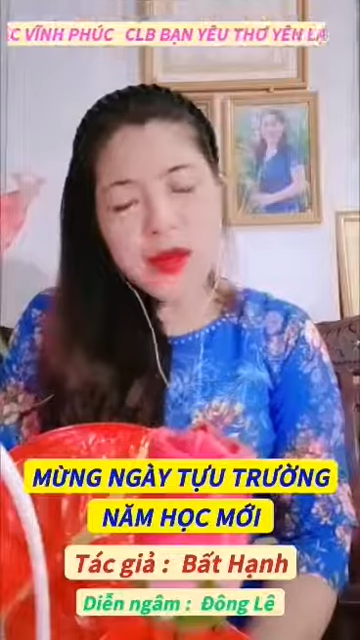 C VĨNH PHÚC CLB BẠN YÊU THƠ YÊN LẠ
MỪNG NGÀY TỰU TRƯỜNG
NĂM HỌC MỚI
Tác giả : Bất Hạnh
Diễn ngâm : Đông Lê